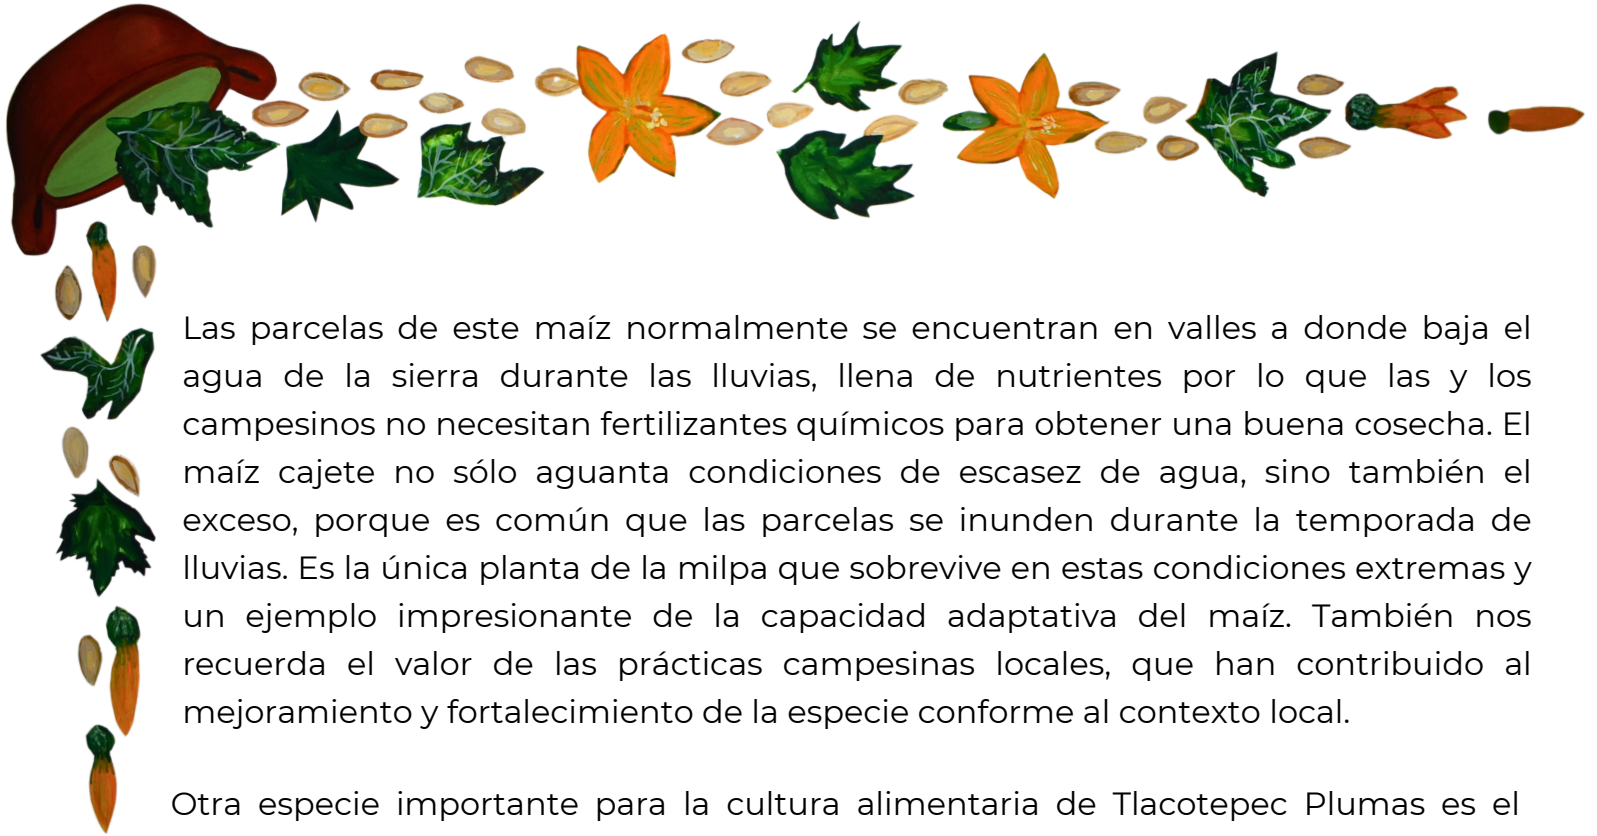 Las parcelas de este maíz normalmente se encuentran en valles a donde baja el
agua de la sierra durante las lluvias, llena de nutrientes por lo que las y los
campesinos no necesitan fertilizantes químicos para obtener una buena cosecha. El
maíz cajete no sólo aguanta condiciones de escasez de agua, sino también el
exceso, porque es común que las parcelas se inunden durante la temporada de
lluvias. Es la única planta de la milpa que sobrevive en estas condiciones extremas y
un ejemplo impresionante de la capacidad adaptativa del maíz. También nos
recuerda el valor de las prácticas campesinas locales, que han contribuido al
mejoramiento y fortalecimiento de la especie conforme al contexto local.
Otra especie importante para la cultura alimentaria de Tlacotepec Plumas es el